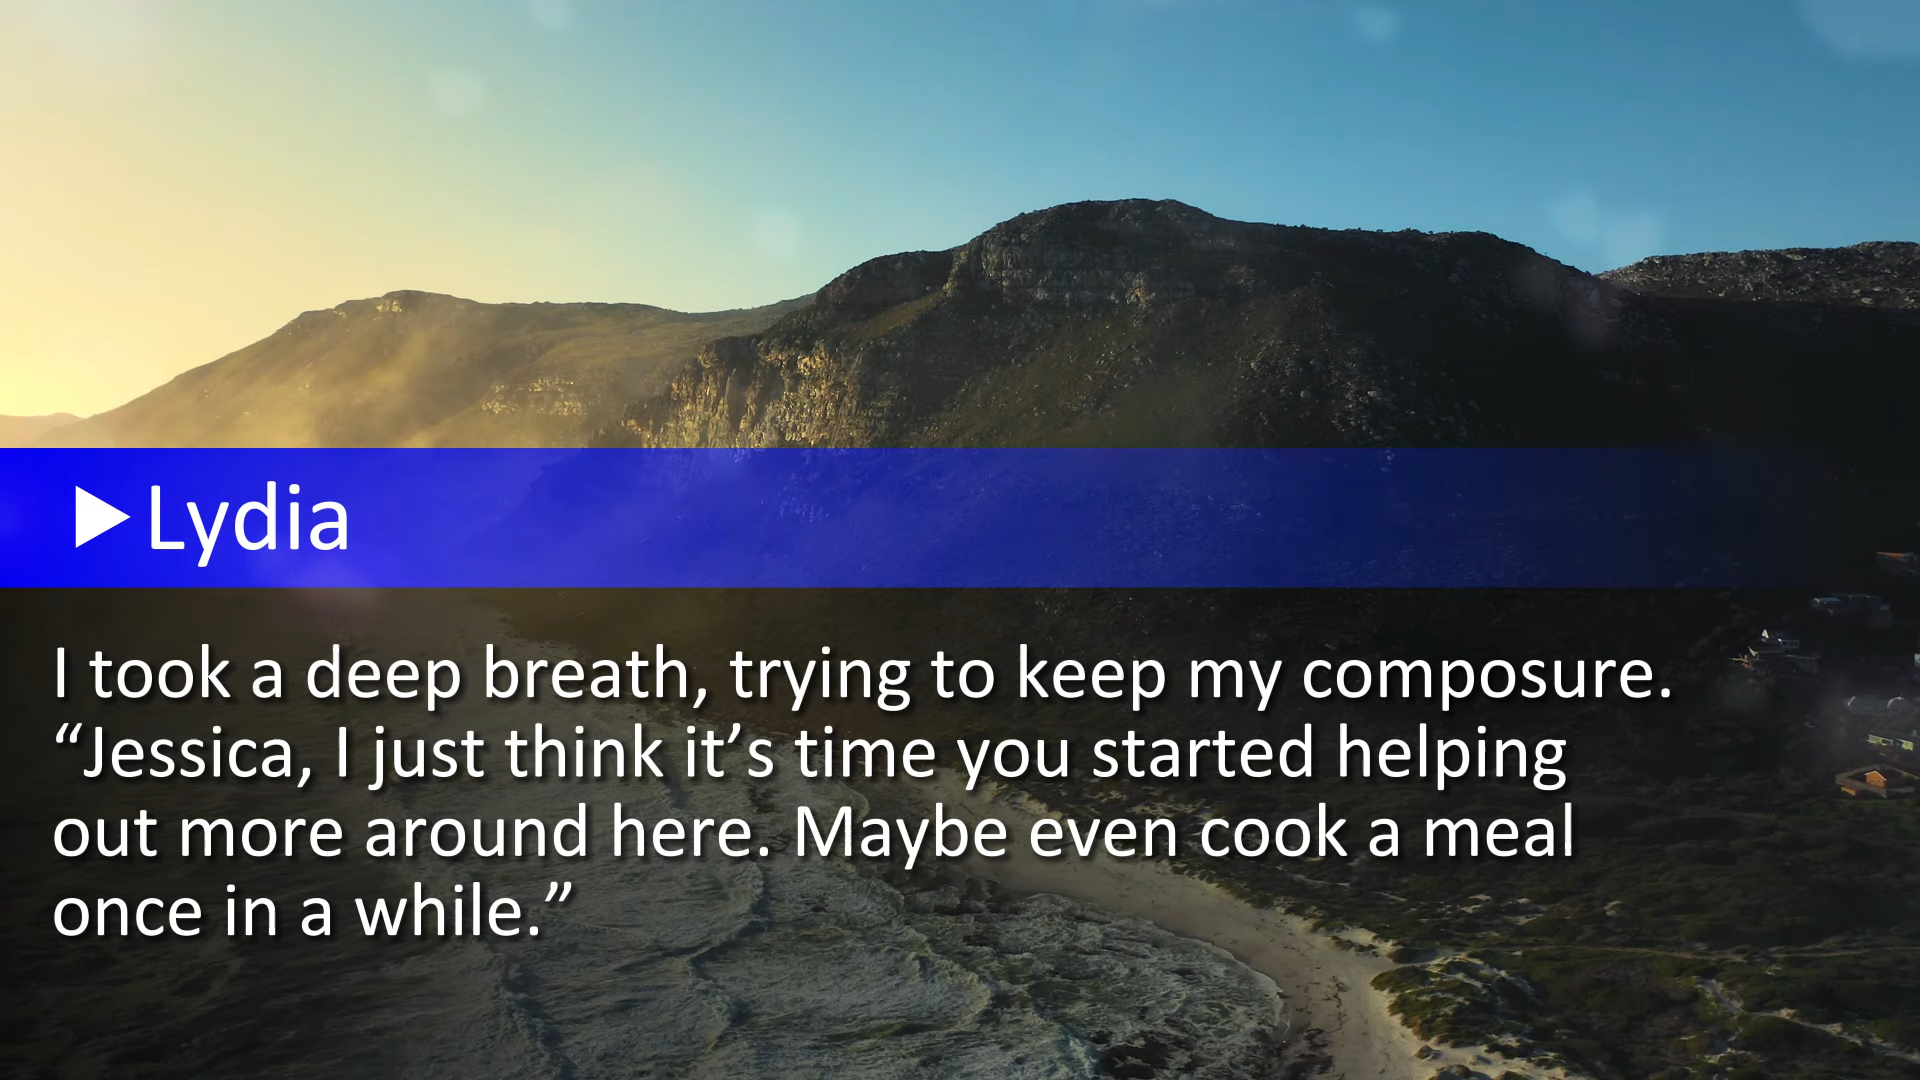 Lydia
I took a deep breath, trying to keep my composure.
“Jessica, I just think it’s time you started helping
out more around here. Maybe even cook a meal
once in a while.”